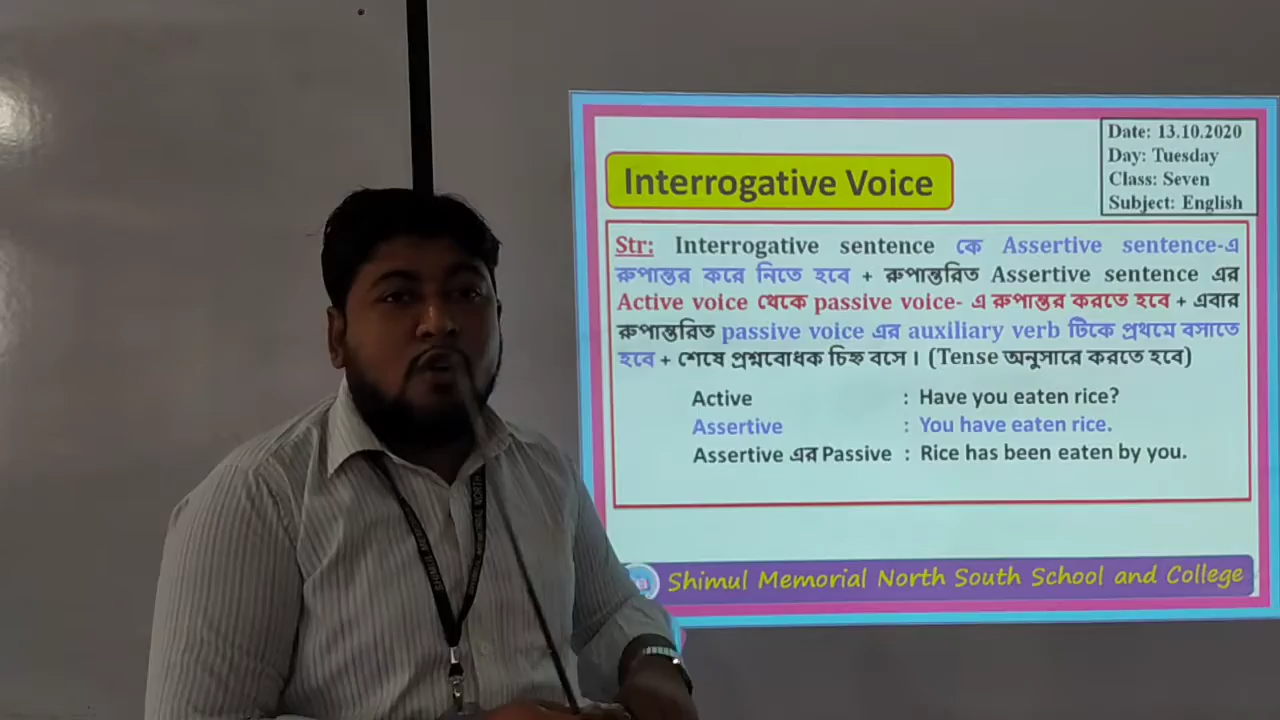 Date: 13.10.2020
Day: Tuesday
Class: Seven
Subject: English
Interrogative Voice
Str: Interrogative sentence কে Assertive sentence-এ
রুপান্তর করে নিতে হবে + রুপান্তরিত Assertive sentence এর
Active voice থেকে passive voice- এ রুপান্তর করতে হবে + এবার
রুপান্তরিত passive voice এর auxiliary verb টিকে প্রথমে বসাতে
হবে + শেষে প্রশ্নবোধক চিহ্ন বসে। (Tense অনুসারে করতে হবে)
Active : Have you eaten rice?
Assertive : You have eaten rice.
Assertive এর Passive : Rice has been eaten by you.
Shimul Memorial North South School and College